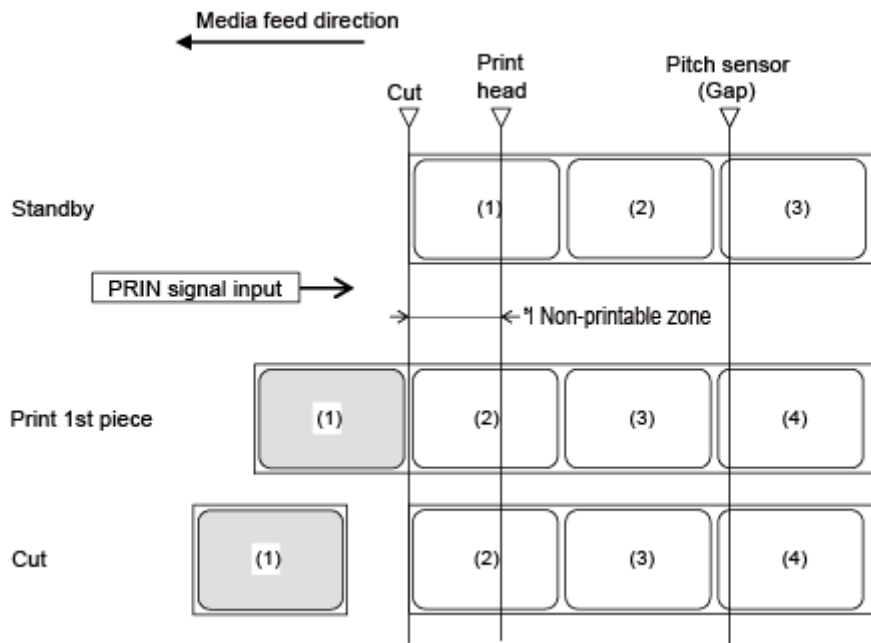 Media feed direction
Cut
Print
head
Pitch sensor
(Gap)
Standby
(1)
(2)
(3)
PRIN signal input
*1 Non-printable zone
Print 1st piece
(1)
(2)
(3)
(4)
Cut
(1)
(2)
(3)
(4)